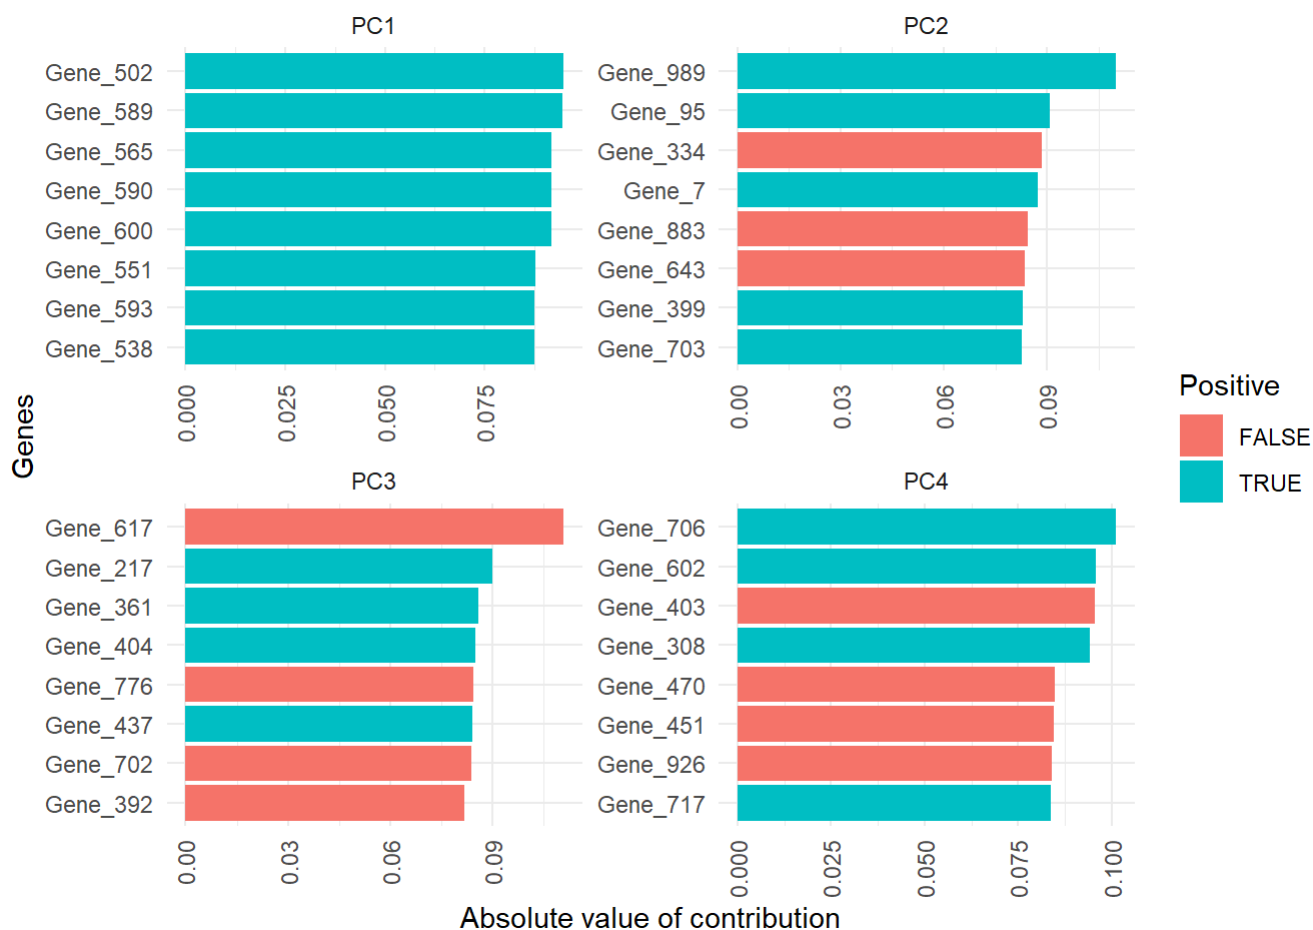 PC1
Gene_502
Gene_589
Gene_565
Gene_590
Gene_600
Gene_551
Gene_593
Gene_538
0.000
0.025
0.050
0.075
PC2
Gene_989
Gene_95
Gene_334
Gene_7
Gene_883
Gene_643
Gene_399
Gene_703
0.00
0.03
0.06
0.09
Genes
PC3
Gene_617
Gene_217
Gene_361
Gene_404
Gene_776
Gene_437
Gene_702
Gene_392
0.00
0.03
0.06
0.09
PC4
Gene_706
Gene_602
Gene_403
Gene_308
Gene_470
Gene_451
Gene_926
Gene_717
0.000
0.025
0.050
0.075
0.100
Absolute value of contribution
Positive
FALSE
TRUE